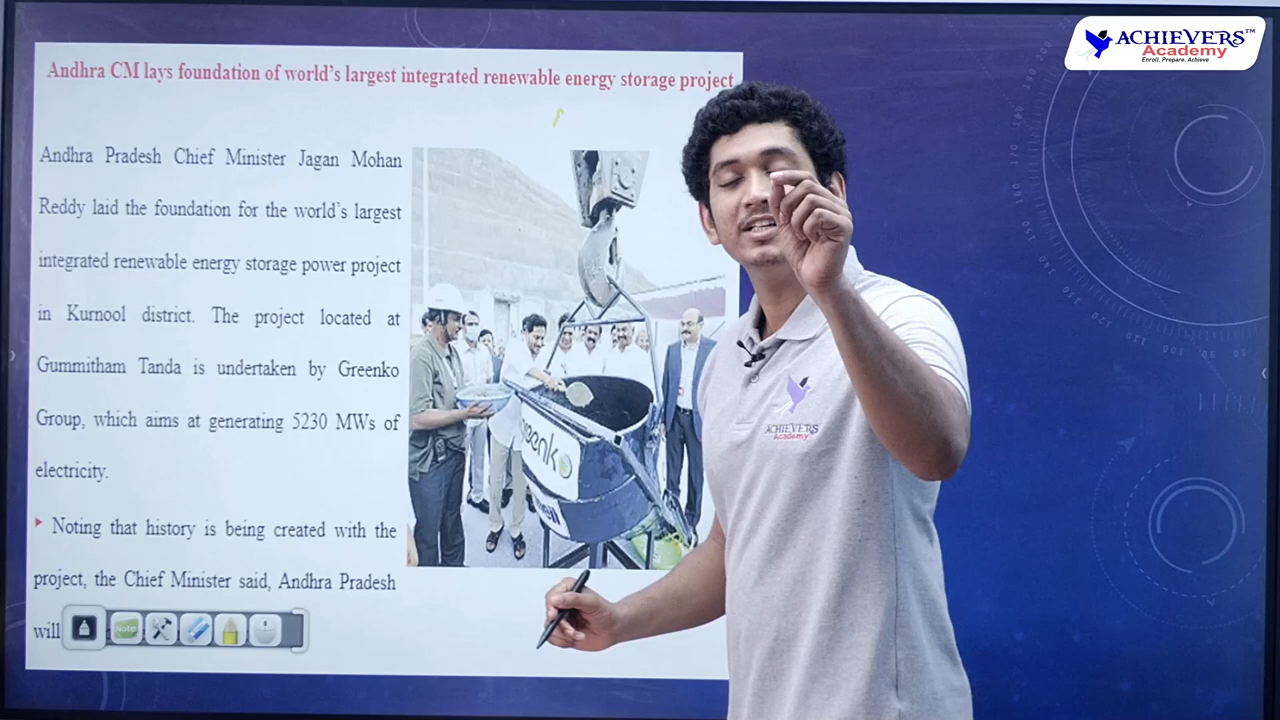 Andhra CM lays foundation of world's largest integrated renewable energy storage project
Andhra Pradesh Chief Minister Jagan Mohan
Reddy laid the foundation for the world's largest
integrated renewable energy storage power project
in Kurnool district. The project located at
Gummitham Tanda is undertaken by Greenko
Group, which aims at generating 5230 MWs of
electricity.
Noting that history is being created with the
project, the Chief Minister said, Andhra Pradesh
will
Note
reenko
ACHIEVERS™
Academy
Enroll. Prepare. Achieve
ACHIEVERS
Academy